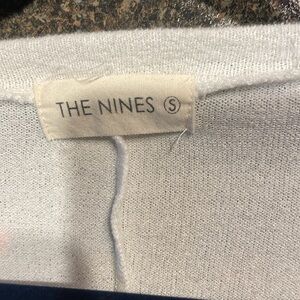 THE NINES Ⓢ